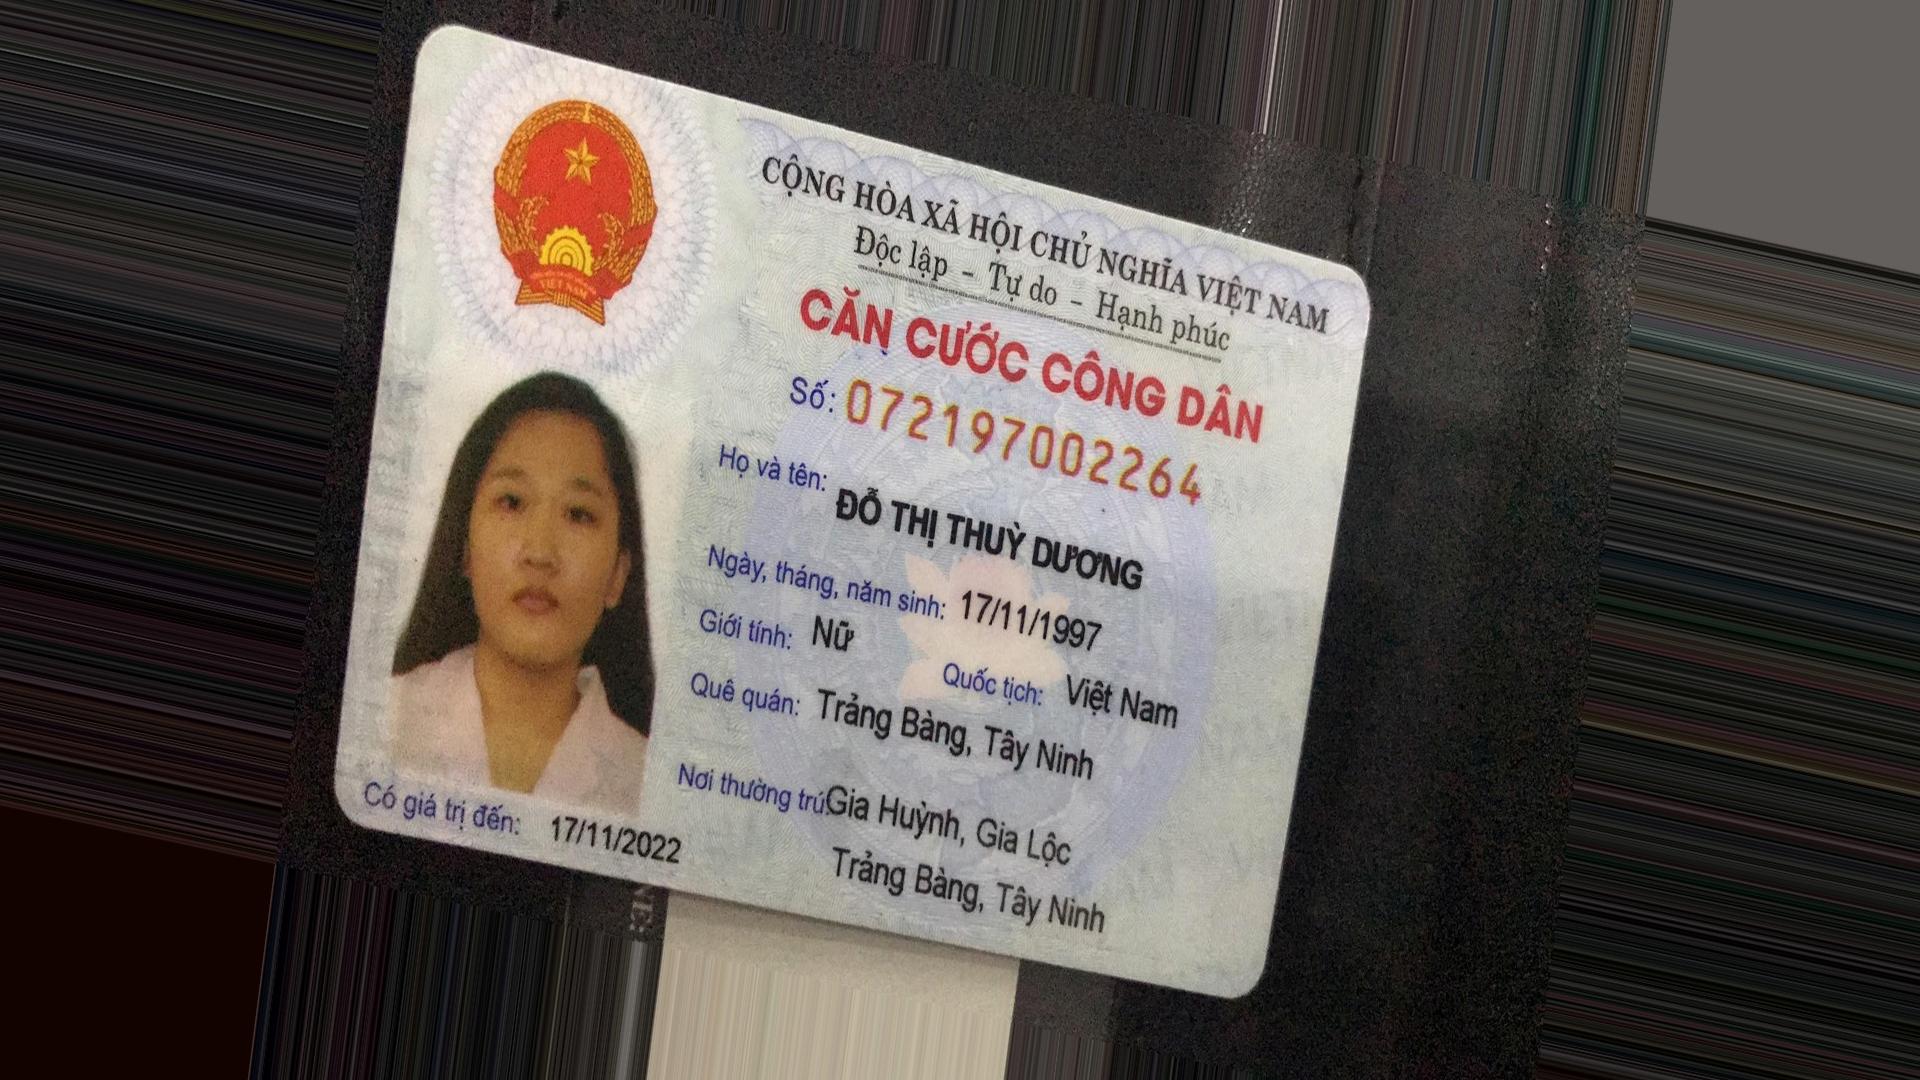 CỘNG HÒA XÃ HỘI CHỦ NGHĨA VIỆT NAM
Độc lập - Tự do - Hạnh phúc
CĂN CƯỚC CÔNG DÂN
Số: 072197002264
Họ và tên: ĐỖ THỊ THUỲ DƯƠNG
Ngày, tháng, năm sinh: 17/11/1997
Giới tính: Nữ Quốc tịch: Việt Nam
Quê quán: Trảng Bàng, Tây Ninh
Nơi thường trú: Gia Huỳnh, Gia Lộc
Trảng Bàng, Tây Ninh
Có giá trị đến: 17/11/2022
VIỆT NAM